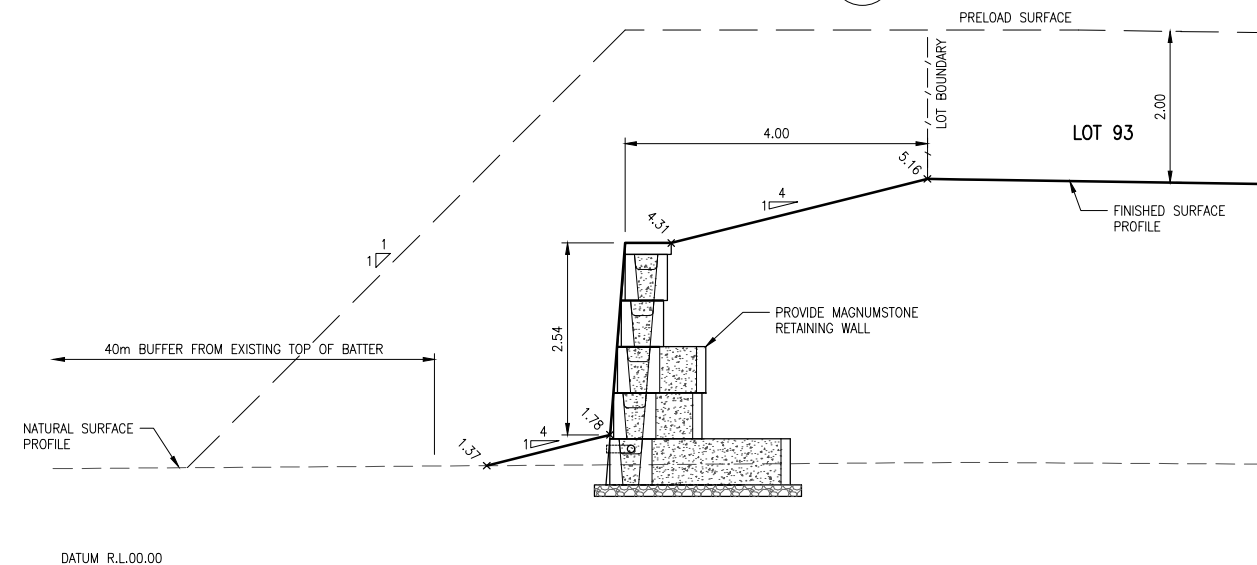 PRELOAD SURFACE
LOT BOUNDARY
2.00
LOT 93
4.00
5.16
4
1
4.31
FINISHED SURFACE
PROFILE
1
1
PROVIDE MAGNUMSTONE
RETAINING WALL
2.54
40m BUFFER FROM EXISTING TOP OF BATTER
1.78
NATURAL SURFACE
PROFILE
4
1
1.37
DATUM R.L.00.00